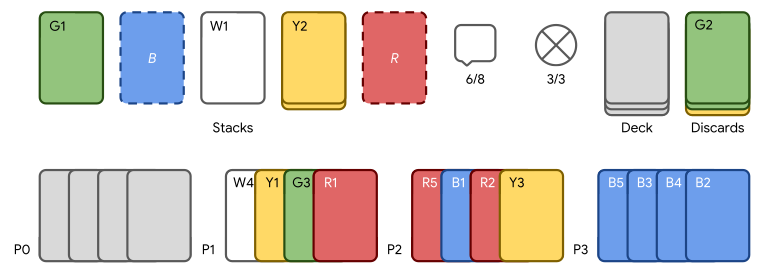 G1 B W1 Y2 R G2
6/8 3/3
Stacks Deck Discards
P0 P1 W4 Y1 G3 R1 P2 R5 B1 R2 Y3 P3 B5 B3 B4 B2